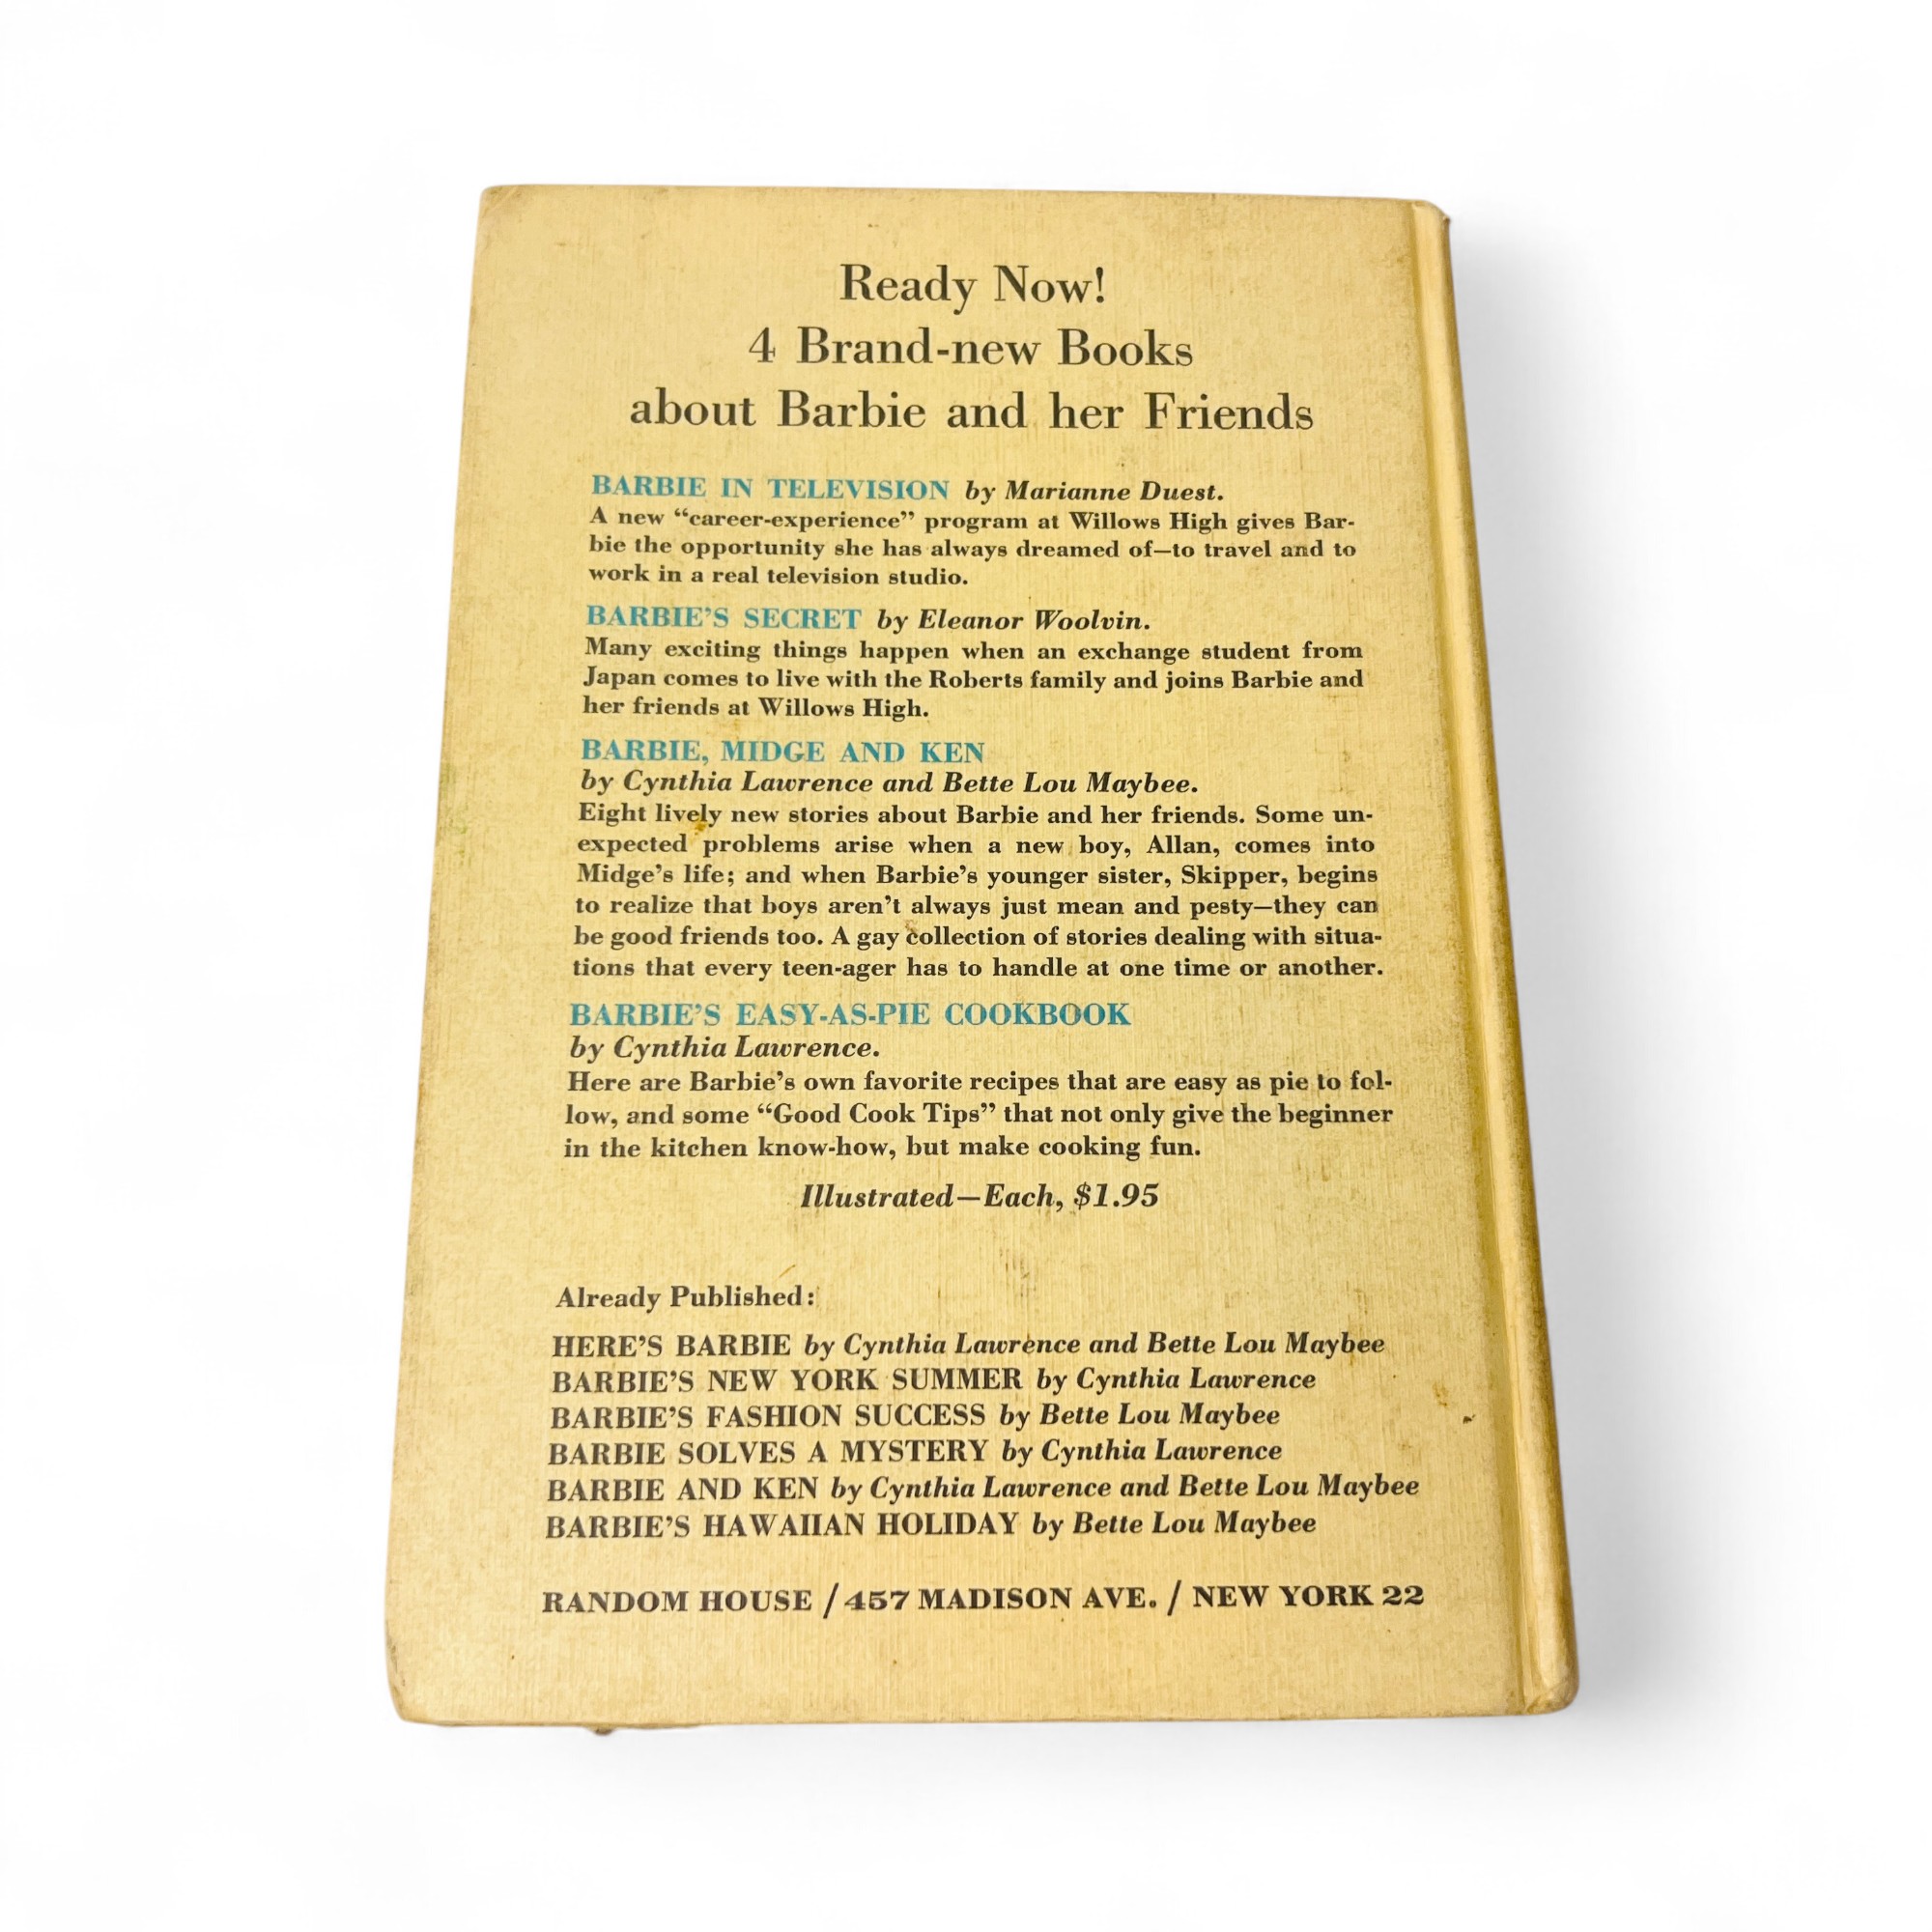 Ready Now!
4 Brand-new Books
about Barbie and her Friends
BARBIE IN TELEVISION by Marianne Duest.
A new “career-experience” program at Willows High gives Bar-
bie the opportunity she has always dreamed of—to travel and to
work in a real television studio.
BARBIE’S SECRET by Eleanor Woolvin.
Many exciting things happen when an exchange student from
Japan comes to live with the Roberts family and joins Barbie and
her friends at Willows High.
BARBIE, MIDGE AND KEN
by Cynthia Lawrence and Bette Lou Maybee.
Eight lively new stories about Barbie and her friends. Some un-
expected problems arise when a new boy, Allan, comes into
Midge’s life; and when Barbie’s younger sister, Skipper, begins
to realize that boys aren’t always just mean and pesty—they can
be good friends too. A gay collection of stories dealing with situa-
tions that every teen-ager has to handle at one time or another.
BARBIE’S EASY-AS-PIE COOKBOOK
by Cynthia Lawrence.
Here are Barbie’s own favorite recipes that are easy as pie to fol-
low, and some “Good Cook Tips” that not only give the beginner
in the kitchen know-how, but make cooking fun.
Illustrated—Each, $1.95
Already Published:
HERE’S BARBIE by Cynthia Lawrence and Bette Lou Maybee
BARBIE’S NEW YORK SUMMER by Cynthia Lawrence
BARBIE’S FASHION SUCCESS by Bette Lou Maybee
BARBIE SOLVES A MYSTERY by Cynthia Lawrence
BARBIE AND KEN by Cynthia Lawrence and Bette Lou Maybee
BARBIE’S HAWAIIAN HOLIDAY by Bette Lou Maybee
RANDOM HOUSE / 457 MADISON AVE. / NEW YORK 22